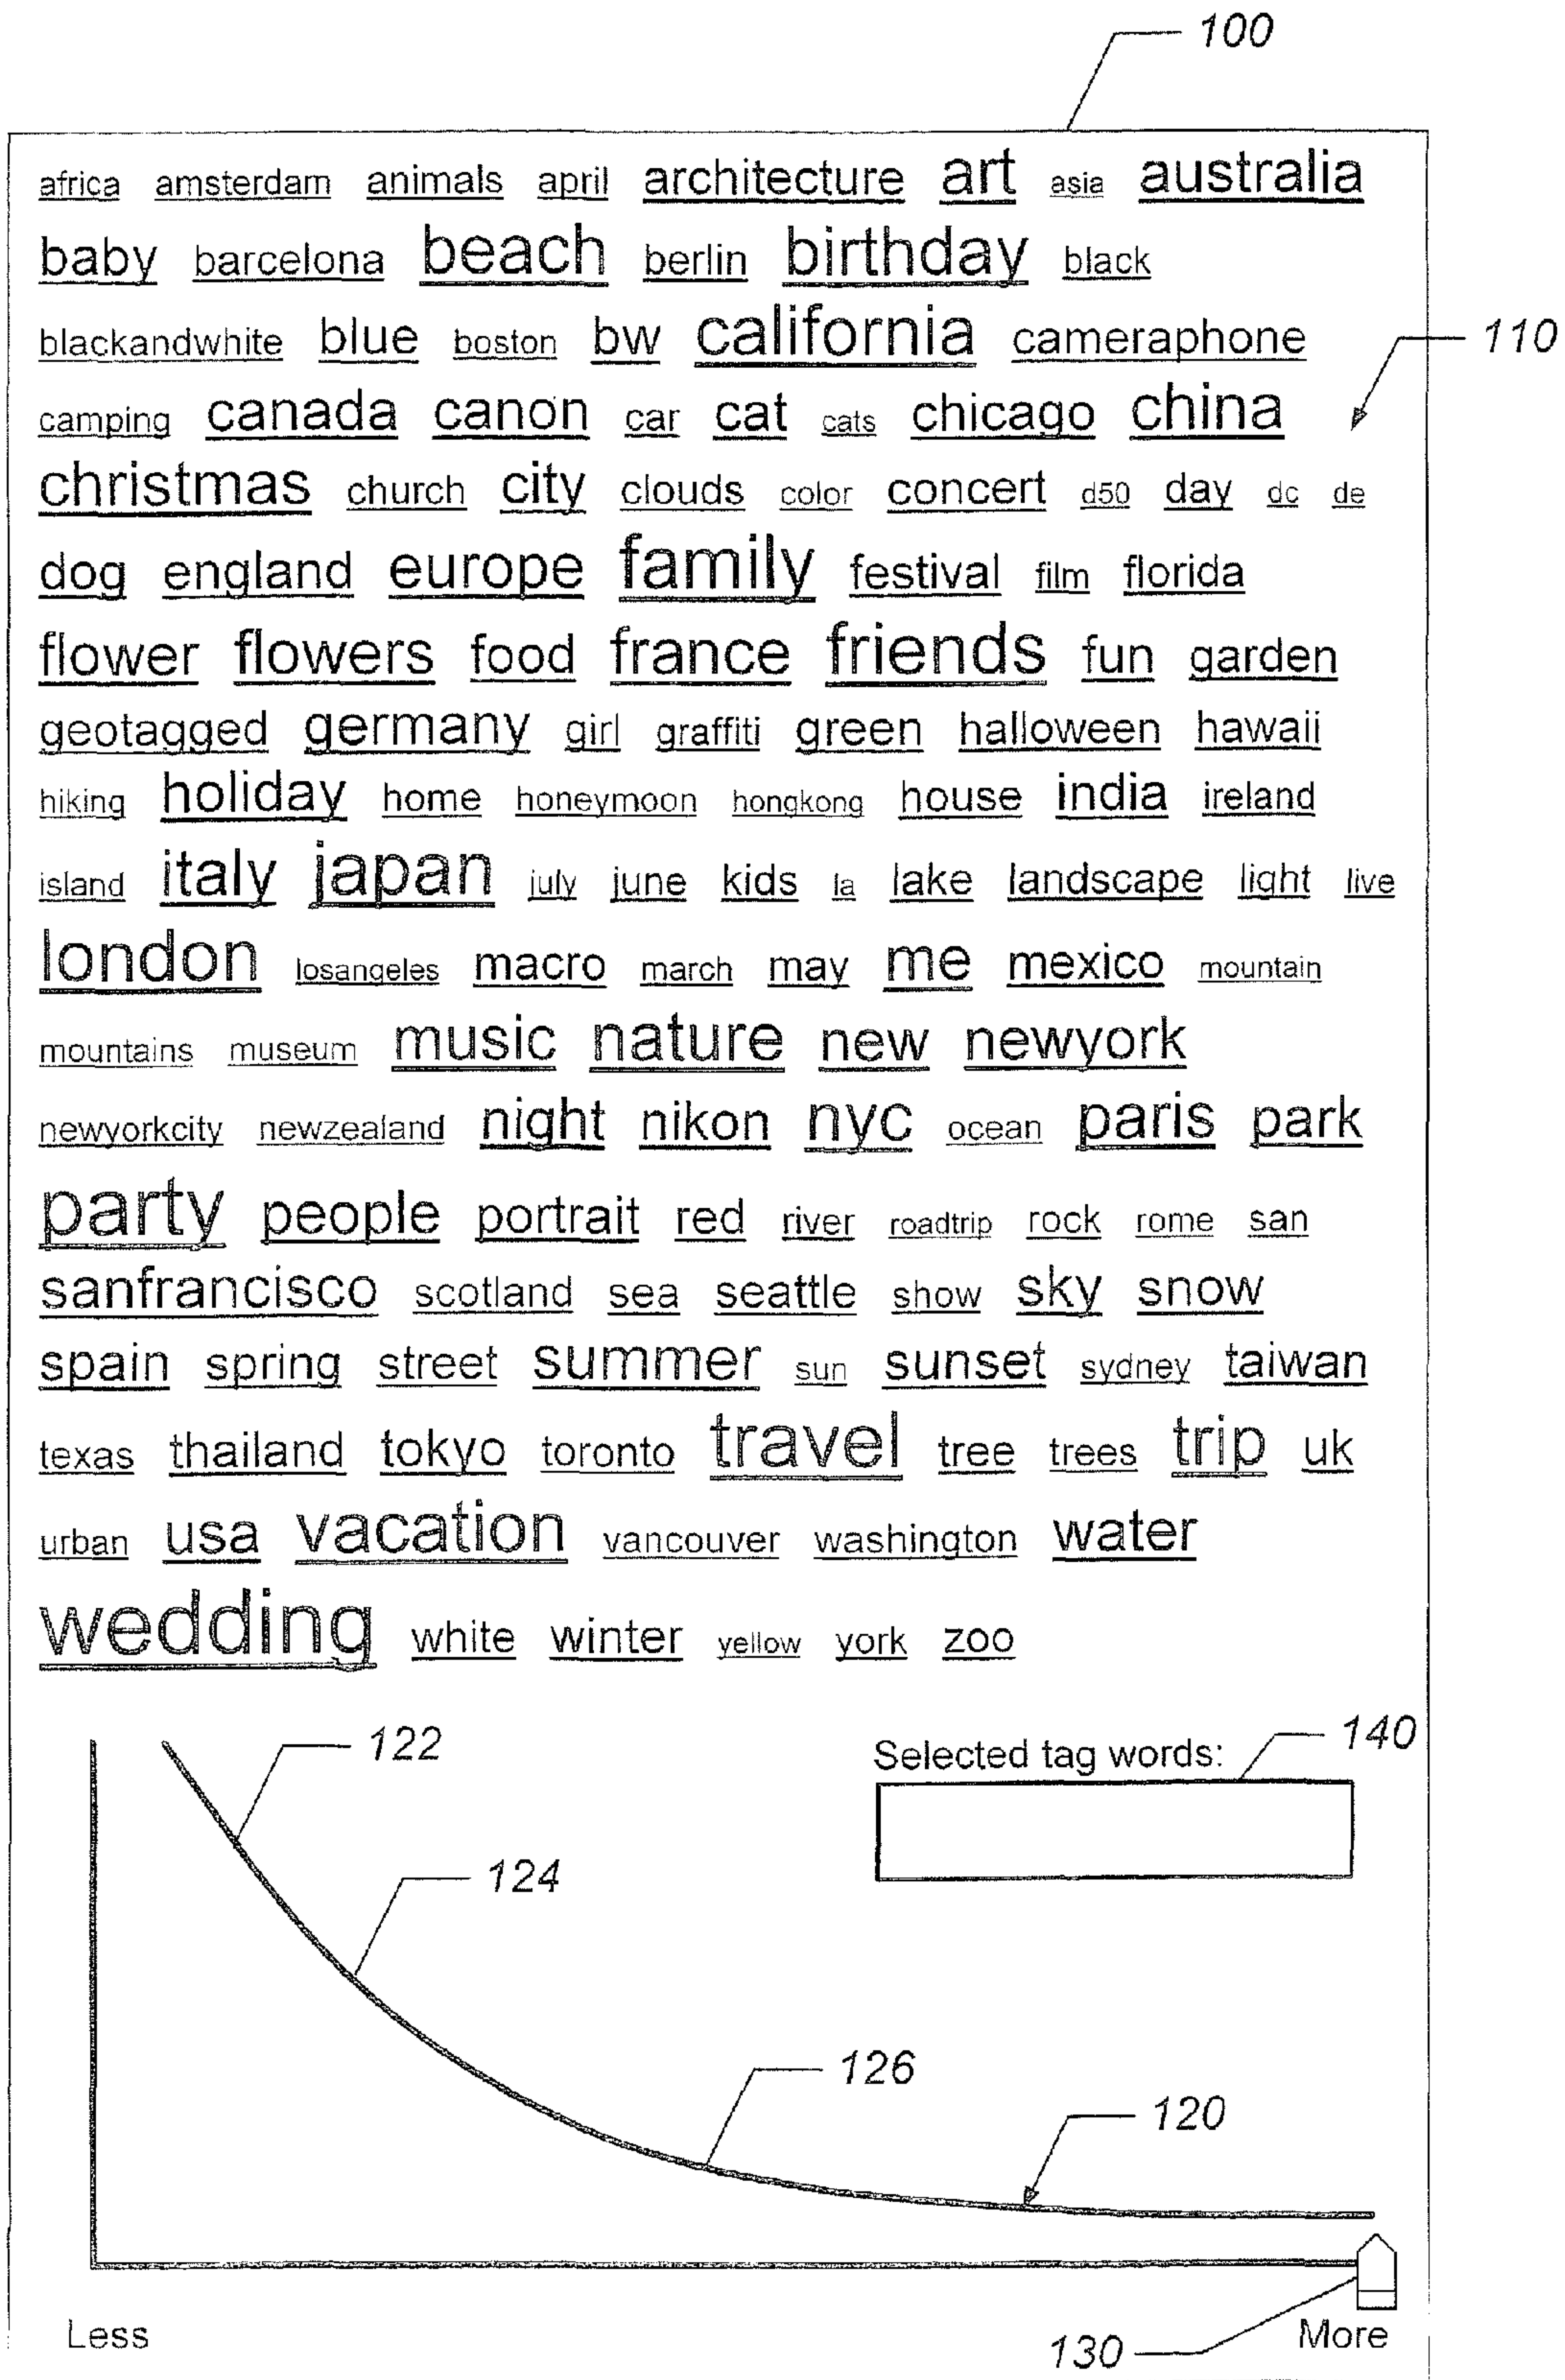 100
africa amsterdam animals april architecture art asia australia
baby barcelona beach berlin birthday black
blackandwhite blue boston bw california cameraphone
110
camping canada canon car cat cats chicago china
christmas church city clouds color concert d50 day dc de
dog england europe family festival film florida
flower flowers food france friends fun garden
geotagged germany girl graffiti green halloween hawaii
hiking holiday home honeymoon hongkong house india ireland
island italy japan july june kids la lake landscape light live
london losangeles macro march may me mexico mountain
mountains museum music nature new newyork
newyorkcity newzealand night nikon nyc ocean paris park
party people portrait red river roadtrip rock rome san
sanfrancisco scotland sea seattle show sky snow
spain spring street summer sun sunset sydney taiwan
texas thailand tokyo toronto travel tree trees trip uk
urban usa vacation vancouver washington water
wedding white winter yellow york zoo
122
Selected tag words:
140
124
126
120
Less
130
More